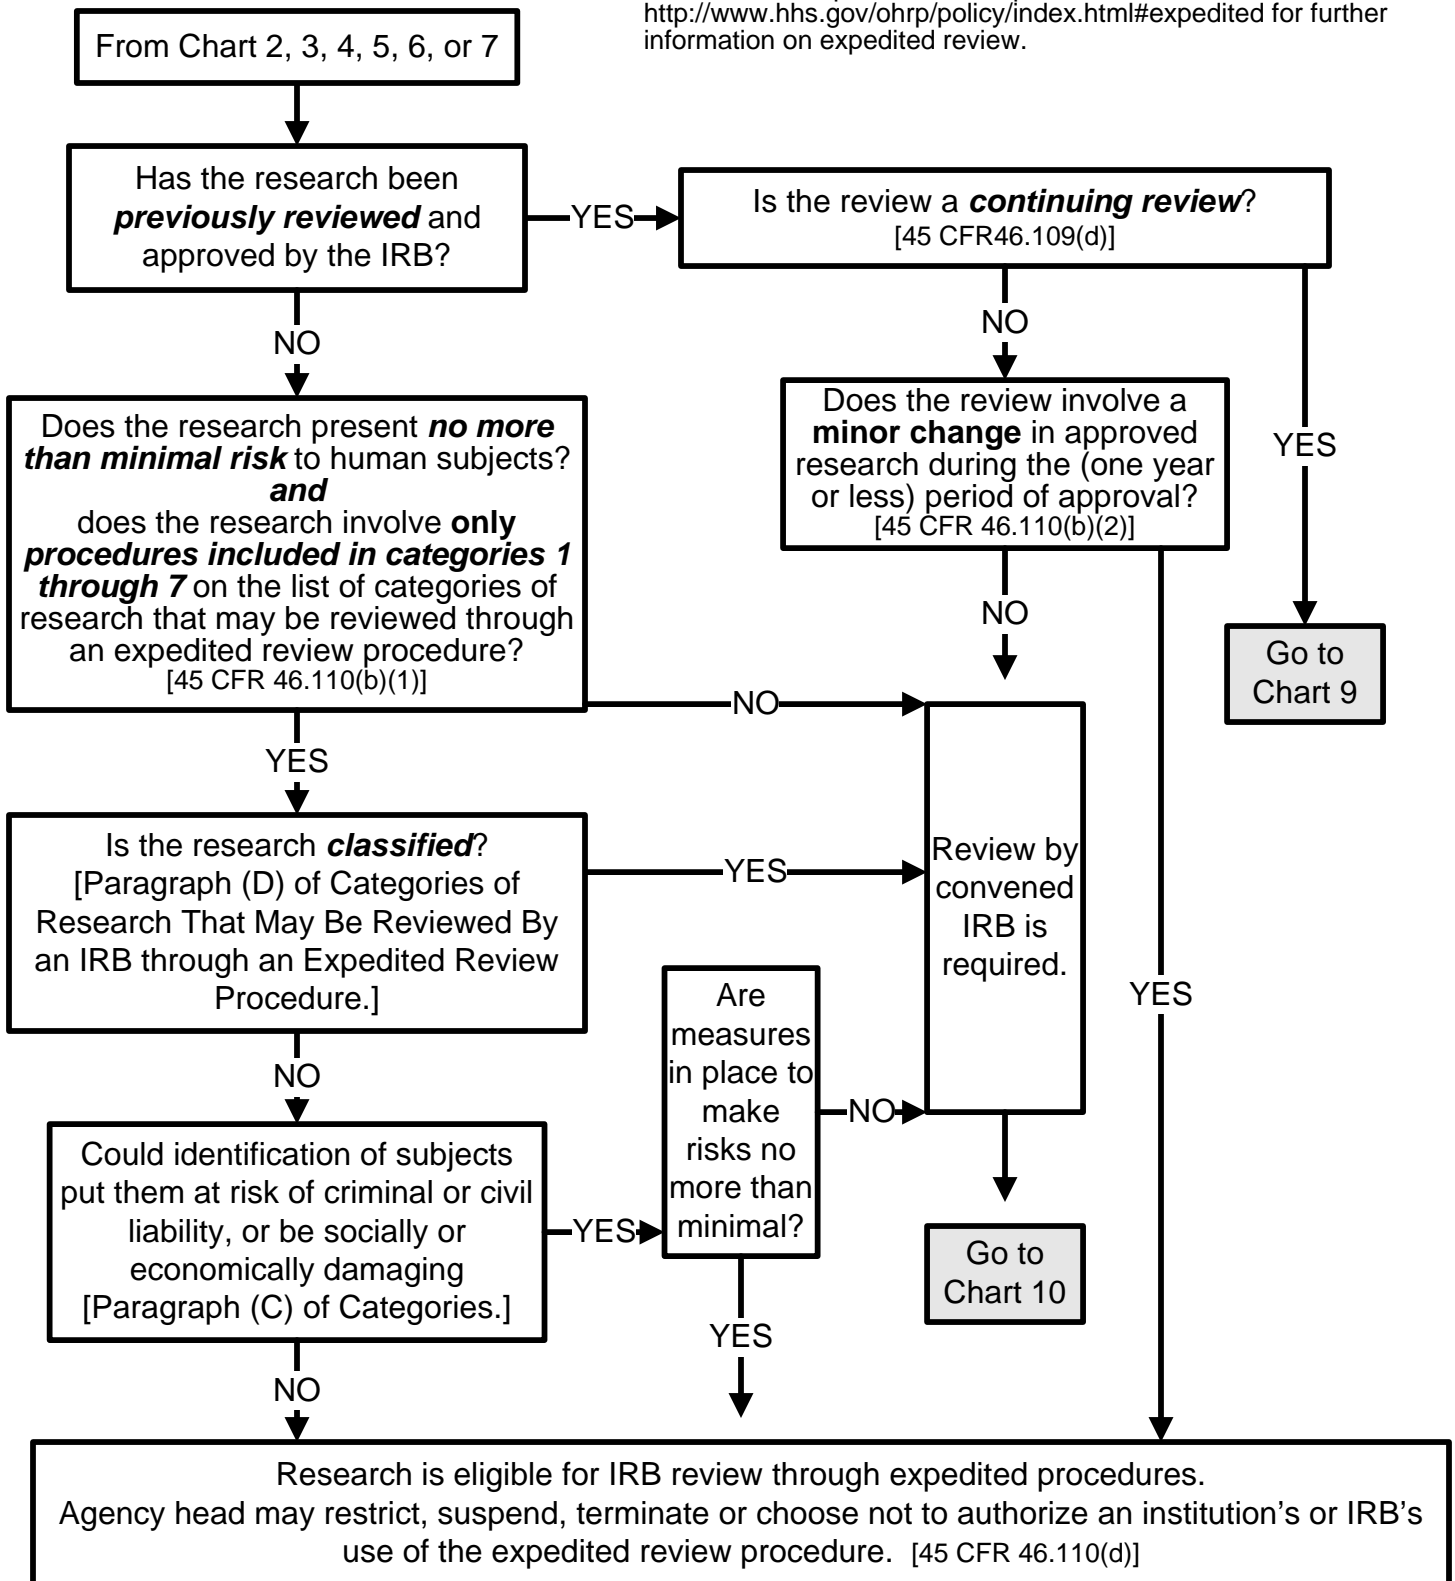 http://www.hhs.gov/ohrp/policy/index.html#expedited for further
information on expedited review.
From Chart 2, 3, 4, 5, 6, or 7
Has the research been
previously reviewed and
approved by the IRB?
YES
Is the review a continuing review?
[45 CFR46.109(d)]
NO
NO
YES
Does the research present no more
than minimal risk to human subjects?
and
does the research involve only
procedures included in categories 1
through 7 on the list of categories of
research that may be reviewed through
an expedited review procedure?
[45 CFR 46.110(b)(1)]
Does the review involve a
minor change in approved
research during the (one year
or less) period of approval?
[45 CFR 46.110(b)(2)]
NO
Go to
Chart 9
NO
YES
Is the research classified?
[Paragraph (D) of Categories of
Research That May Be Reviewed By
an IRB through an Expedited Review
Procedure.]
YES
Review by
convened
IRB is
required.
YES
NO
Are
measures
in place to
make
risks no
more than
minimal?
NO
Could identification of subjects
put them at risk of criminal or civil
liability, or be socially or
economically damaging
[Paragraph (C) of Categories.]
YES
Go to
Chart 10
YES
NO
Research is eligible for IRB review through expedited procedures.
Agency head may restrict, suspend, terminate or choose not to authorize an institution’s or IRB’s
use of the expedited review procedure. [45 CFR 46.110(d)]